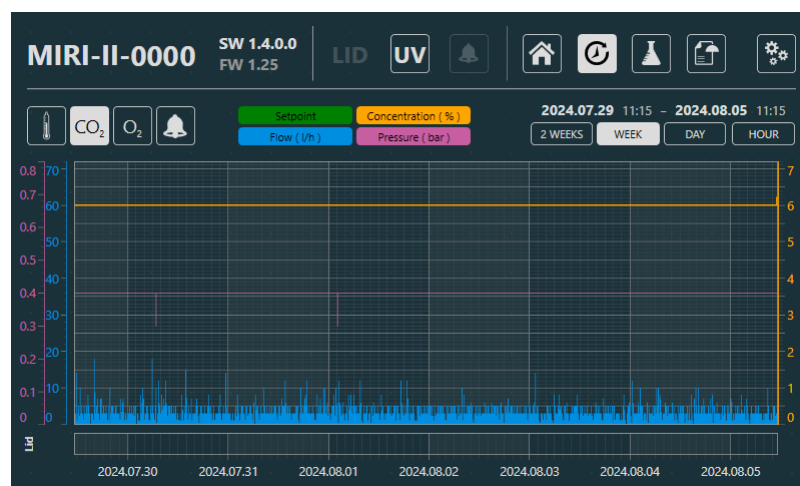 MIRI-II-0000 SW 1.4.0.0 LID UV
FW 1.25
CO₂ O₂ Setpoint Concentration ( % ) 2024.07.29 11:15 – 2024.08.05 11:15
Flow ( l/h ) Pressure ( bar ) 2 WEEKS WEEK DAY HOUR
0.8 70 7
0.7
0.6 60 6
0.5 50 5
0.4 40 4
0.3 30 3
0.2 20 2
0.1 10 1
0 0 0
Lid
2024.07.30 2024.07.31 2024.08.01 2024.08.02 2024.08.03 2024.08.04 2024.08.05